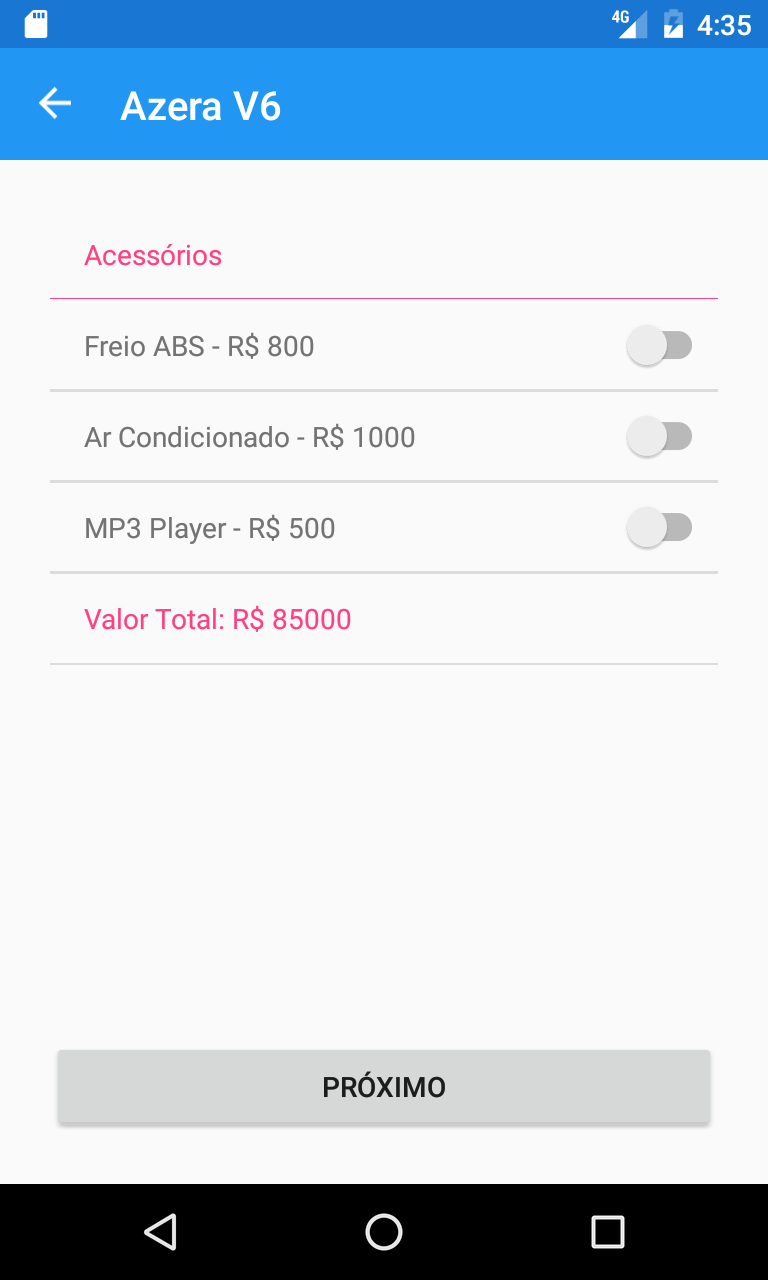 4G 4:35
Azera V6
Acessórios
Freio ABS - R$ 800
Ar Condicionado - R$ 1000
MP3 Player - R$ 500
Valor Total: R$ 85000
PRÓXIMO